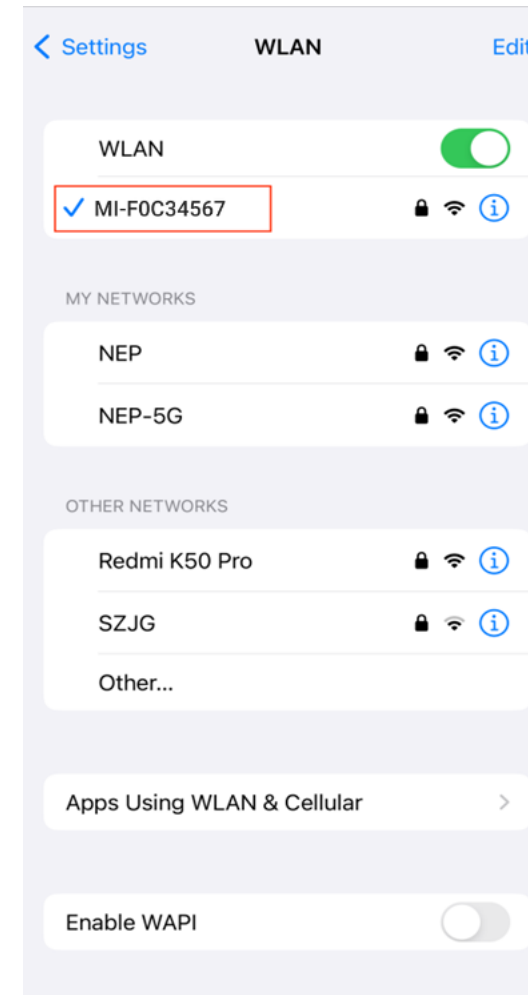 Settings WLAN Edit
WLAN
MI-F0C34567
MY NETWORKS
NEP
NEP-5G
OTHER NETWORKS
Redmi K50 Pro
SZJG
Other...
Apps Using WLAN & Cellular
Enable WAPI